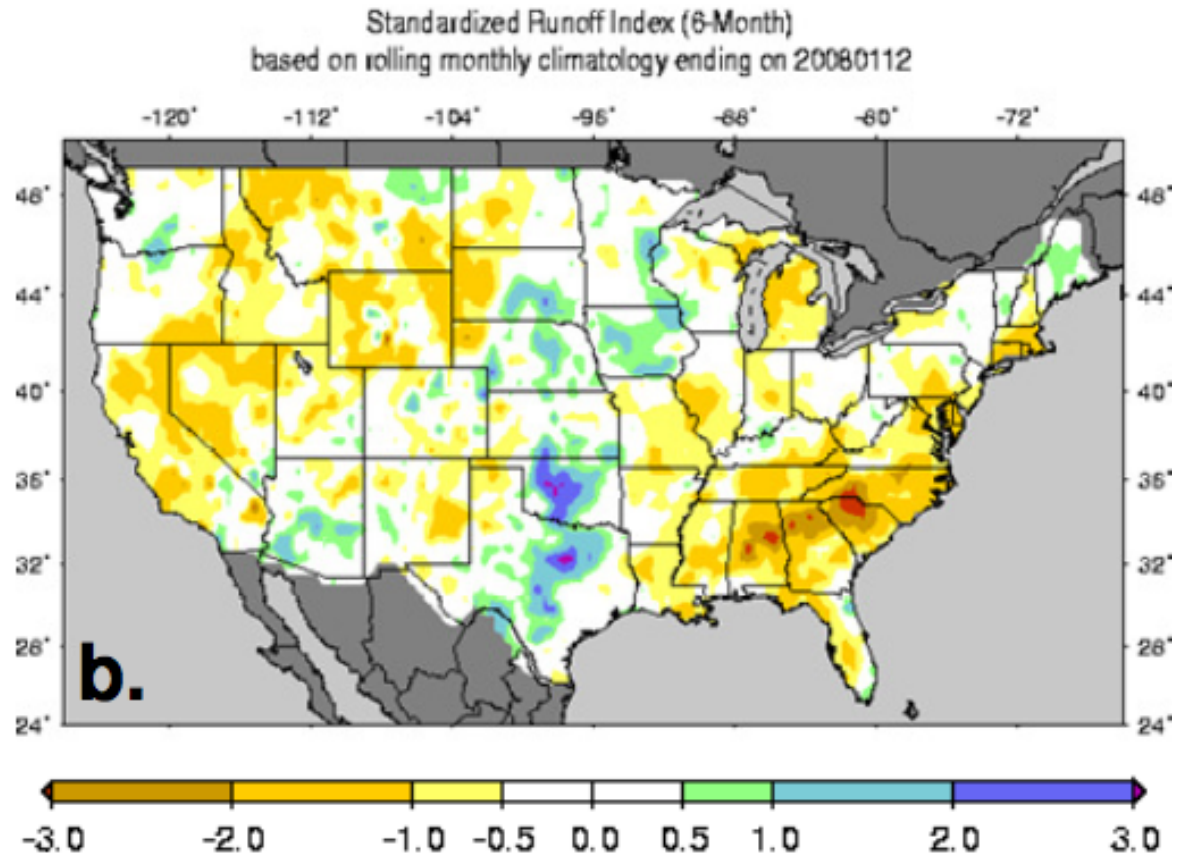 Standardized Runoff Index (6-Month)
based on rolling monthly climatology ending on 20080112
-120° -112° -104° -96° -88° -80° -72°
48° 48°
44° 44°
40° 40°
36° 36°
32° 32°
28° 28°
24° 24°
b.
-3.0 -2.0 -1.0 -0.5 0.0 0.5 1.0 2.0 3.0